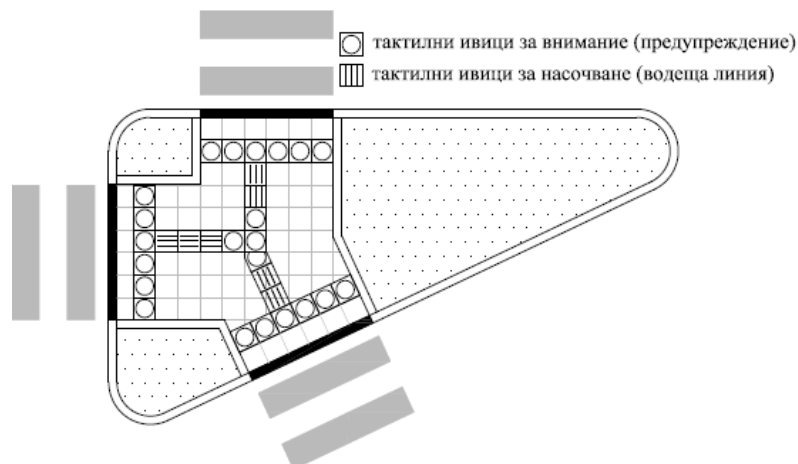 тактилни ивици за внимание (предупреждение)
тактилни ивици за насочване (водеща линия)